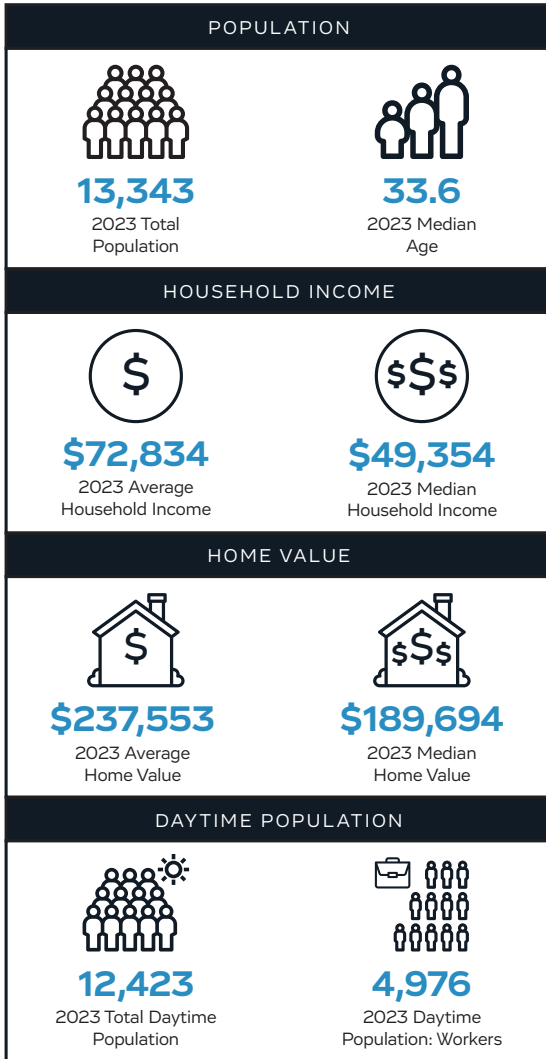 POPULATION
13,343
2023 Total
Population
33.6
2023 Median
Age
HOUSEHOLD INCOME
$
$72,834
2023 Average
Household Income
$$$
$49,354
2023 Median
Household Income
HOME VALUE
$
$237,553
2023 Average
Home Value
$$$
$189,694
2023 Median
Home Value
DAYTIME POPULATION
12,423
2023 Total Daytime
Population
4,976
2023 Daytime
Population: Workers